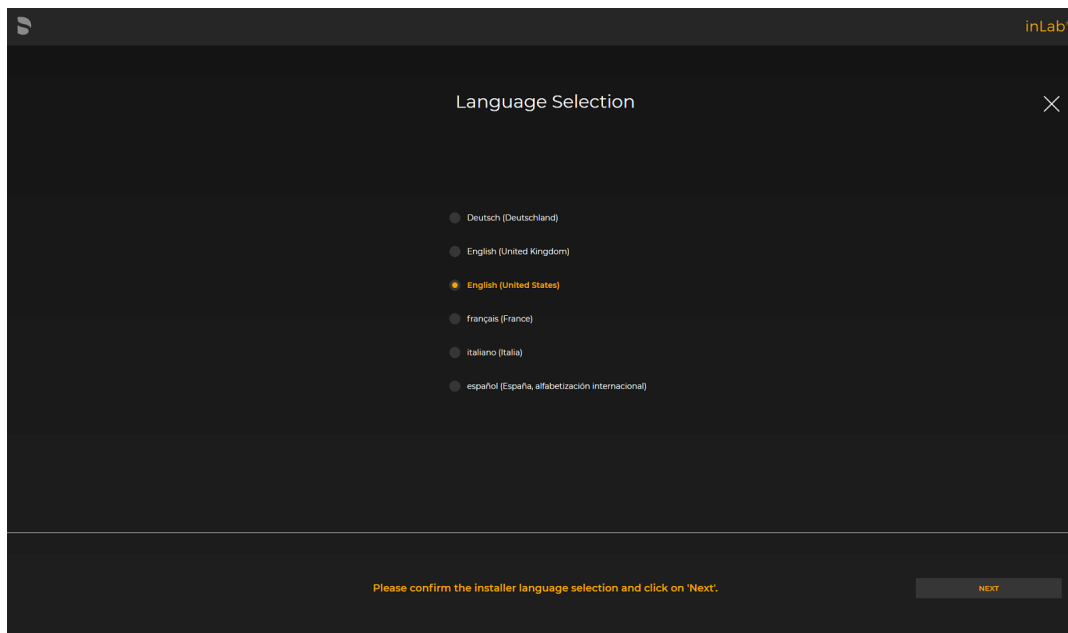 inLab
Language Selection
Deutsch (Deutschland)
English (United Kingdom)
English (United States)
français (France)
italiano (Italia)
español (España, alfabetización internacional)
Please confirm the installer language selection and click on 'Next'.
NEXT